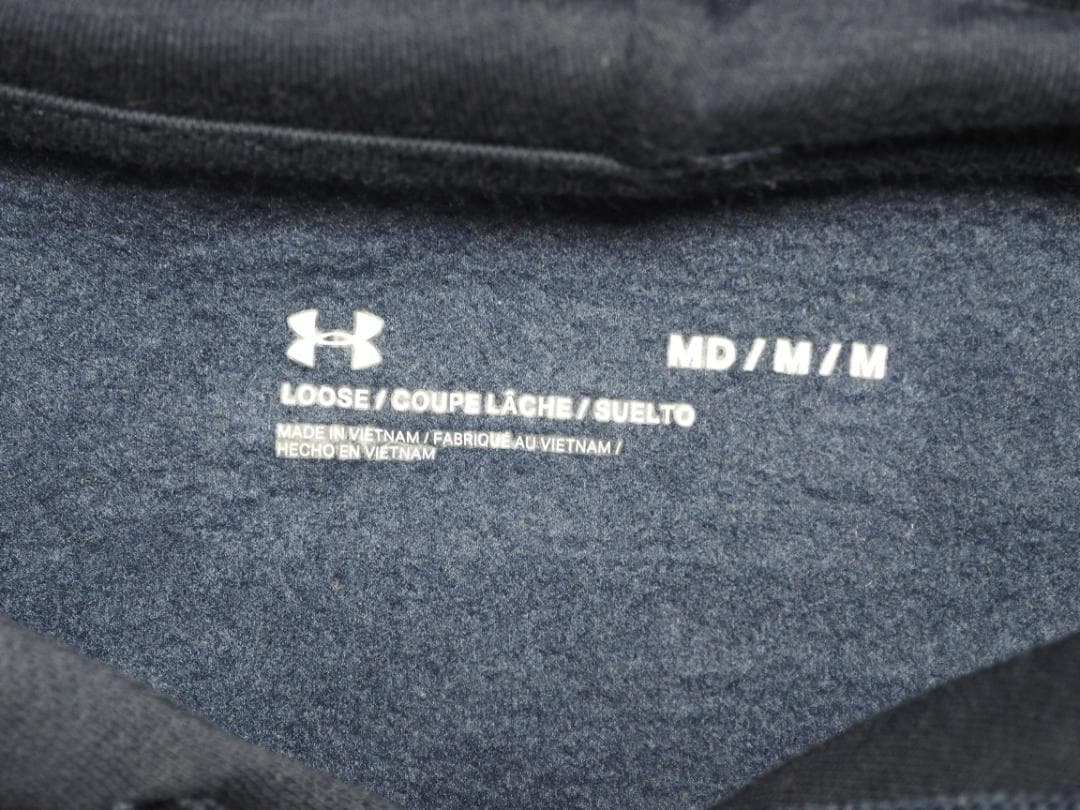 MD / M / M
LOOSE / COUPE LÂCHE / SUELTO
MADE IN VIETNAM / FABRIQUÉ AU VIETNAM /
HECHO EN VIETNAM